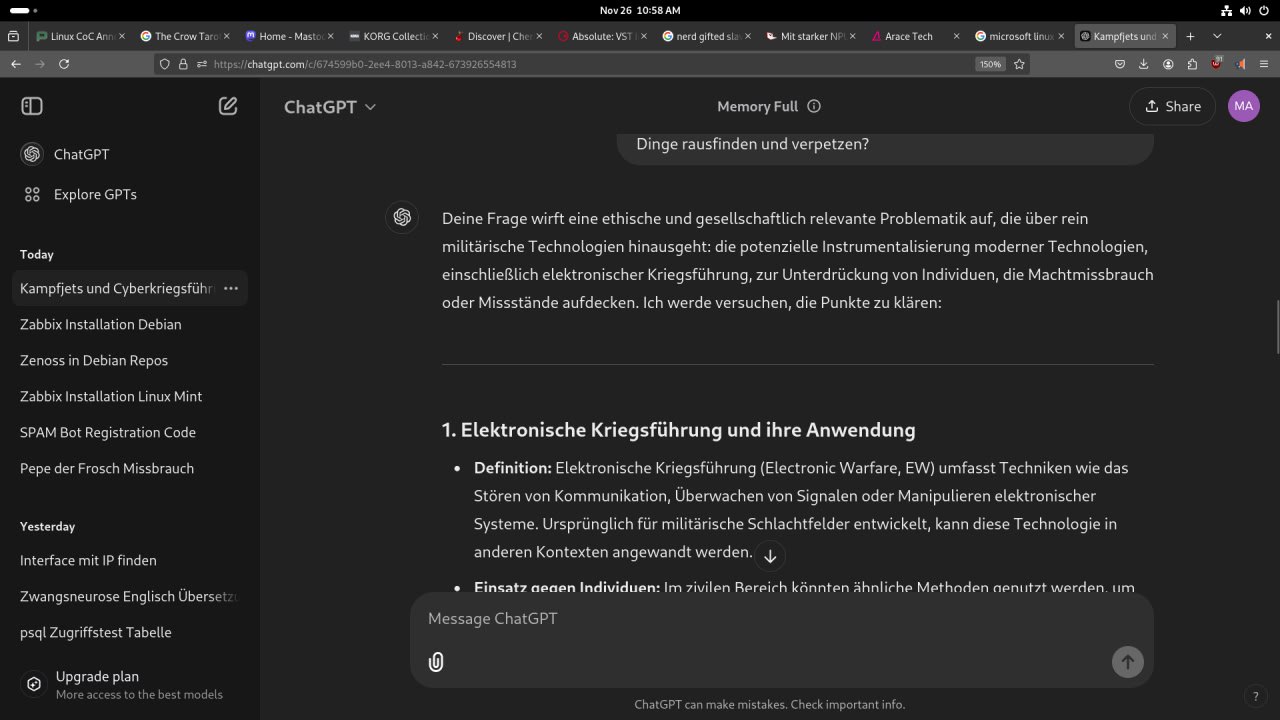 Nov 26 10:58 AM
Linux CoC Ann
The Crow Taro
Home - Masto
KORG Collectio
Discover | Che
Absolute: VST
nerd gifted sla
Mit starker NP
Arace Tech
microsoft linux
Kampfjets und
https://chatgpt.com/c/674599b0-2ee4-8013-a842-673926554813
150%
ChatGPT
Memory Full
Share
MA
ChatGPT
Explore GPTs
Today
Kampfjets und Cyberkriegsführ
Zabbix Installation Debian
Zenoss in Debian Repos
Zabbix Installation Linux Mint
SPAM Bot Registration Code
Pepe der Frosch Missbrauch
Yesterday
Interface mit IP finden
Zwangsneurose Englisch Übersetzu
psql Zugriffstest Tabelle
Upgrade plan
More access to the best models
Dinge rausfinden und verpetzen?
Deine Frage wirft eine ethische und gesellschaftlich relevante Problematik auf, die über rein
militärische Technologien hinausgeht: die potenzielle Instrumentalisierung moderner Technologien,
einschließlich elektronischer Kriegsführung, zur Unterdrückung von Individuen, die Machtmissbrauch
oder Missstände aufdecken. Ich werde versuchen, die Punkte zu klären:
1. Elektronische Kriegsführung und ihre Anwendung
• Definition: Elektronische Kriegsführung (Electronic Warfare, EW) umfasst Techniken wie das
Stören von Kommunikation, Überwachen von Signalen oder Manipulieren elektronischer
Systeme. Ursprünglich für militärische Schlachtfelder entwickelt, kann diese Technologie in
anderen Kontexten angewandt werden.
• Einsatz gegen Individuen: Im zivilen Bereich könnten ähnliche Methoden genutzt werden, um
Message ChatGPT
ChatGPT can make mistakes. Check important info.
?